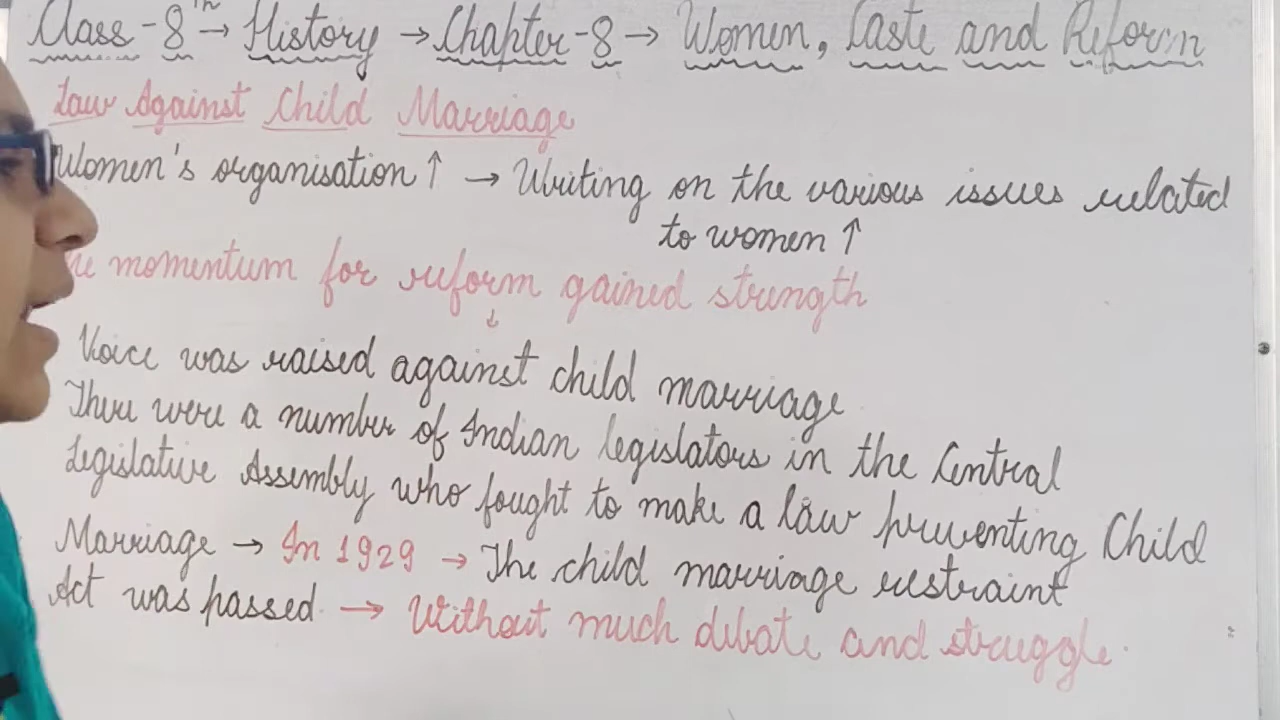 Class - 8th → History → Chapter - 8 → Women, Caste and Reform
Law Against Child Marriage
Women's organisation ↑ → Writing on the various issues related
to women ↑
momentum for reform gained strength
↓
Voice was raised against child marriage
There were a number of Indian legislators in the Central
Legislative Assembly who fought to make a law preventing Child
Marriage → In 1929 → The child marriage restraint
Act was passed. → Without much debate and struggle.